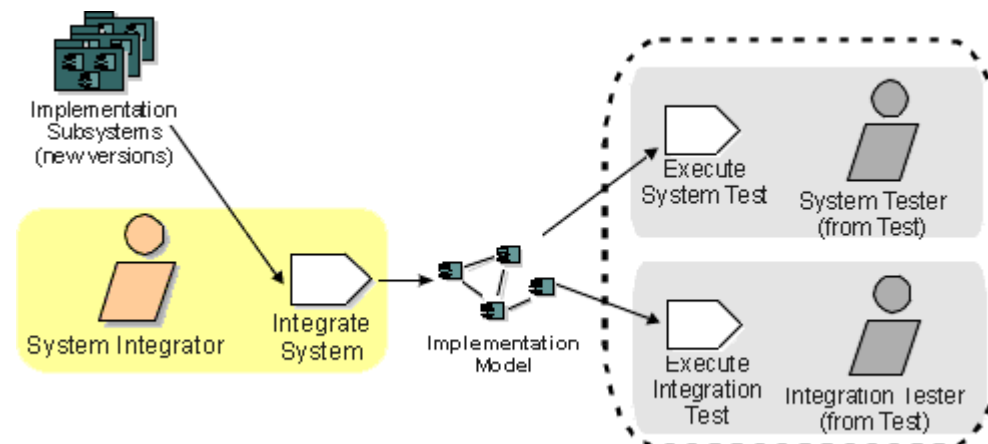 Implementation
Subsystems
(new versions)
System Integrator
Integrate
System
Implementation
Model
Execute
System Test
System Tester
(from Test)
Execute
Integration
Test
Integration Tester
(from Test)